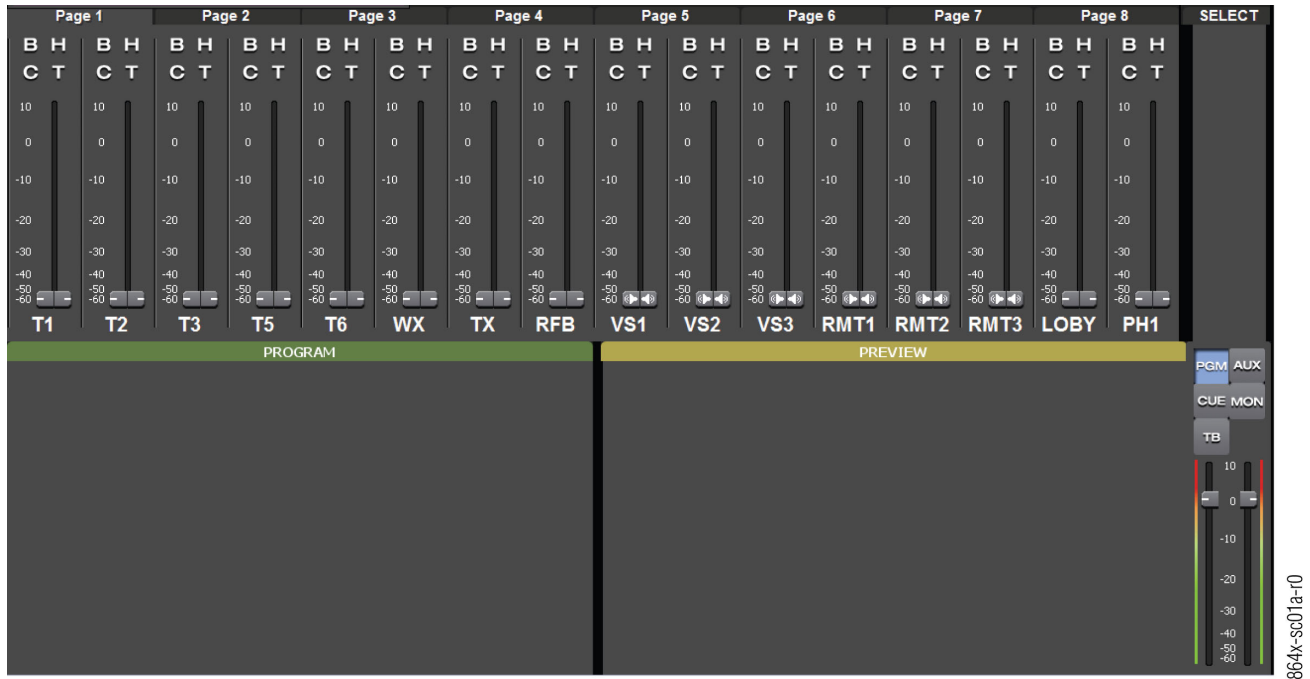 Page 1 Page 2 Page 3 Page 4 Page 5 Page 6 Page 7 Page 8 SELECT
B H B H B H B H B H B H B H B H B H B H B H B H B H B H B H B H
C T C T C T C T C T C T C T C T C T C T C T C T C T C T C T C T
10 10 10 10 10 10 10 10 10 10 10 10 10 10 10 10
0 0 0 0 0 0 0 0 0 0 0 0 0 0 0 0
-10 -10 -10 -10 -10 -10 -10 -10 -10 -10 -10 -10 -10 -10 -10 -10
-20 -20 -20 -20 -20 -20 -20 -20 -20 -20 -20 -20 -20 -20 -20 -20
-30 -30 -30 -30 -30 -30 -30 -30 -30 -30 -30 -30 -30 -30 -30 -30
-40 -40 -40 -40 -40 -40 -40 -40 -40 -40 -40 -40 -40 -40 -40 -40
-50 -50 -50 -50 -50 -50 -50 -50 -50 -50 -50 -50 -50 -50 -50 -50
-60 -60 -60 -60 -60 -60 -60 -60 -60 -60 -60 -60 -60 -60 -60 -60
T1 T2 T3 T5 T6 WX TX RFB VS1 VS2 VS3 RMT1 RMT2 RMT3 LOBY PH1
PROGRAM PREVIEW
PGM AUX
CUE MON
TB
10
0
-10
-20
-30
-40
-50
-60
864x-sc01a-r0